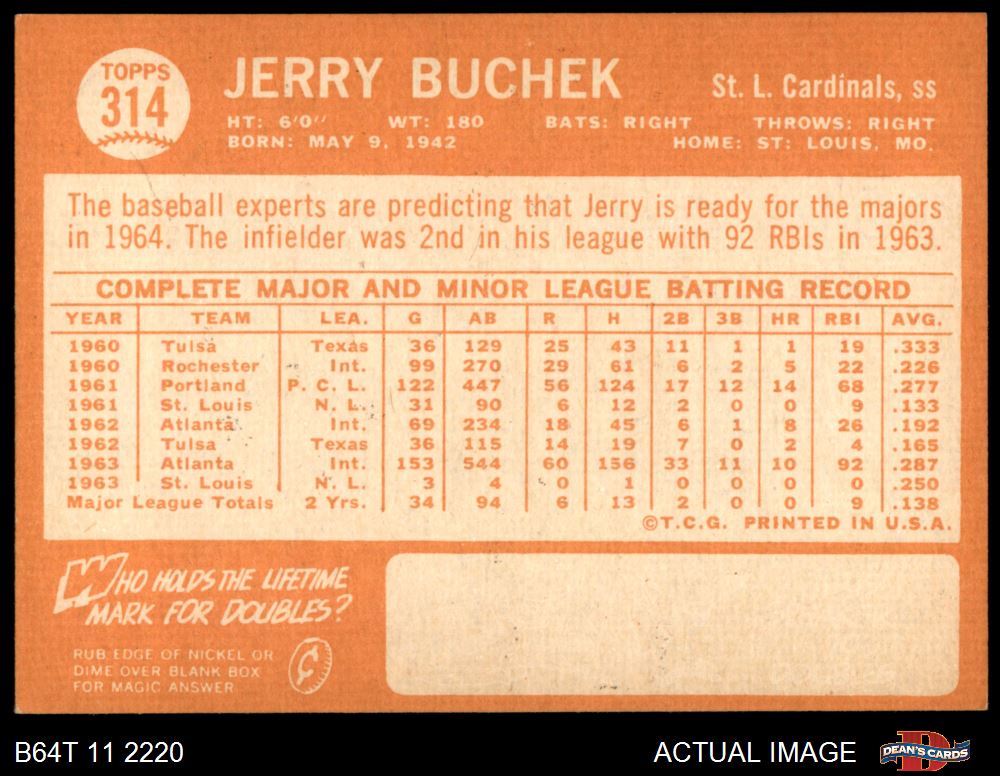 TOPPS
314
JERRY BUCHEK
St. L. Cardinals, SS
HT: 6'0" WT: 180 BATS: RIGHT THROWS: RIGHT
BORN: MAY 9, 1942 HOME: ST: LOUIS, MO.
The baseball experts are predicting that Jerry is ready for the majors
in 1964. The infielder was 2nd in his league with 92 RBIs in 1963.
COMPLETE MAJOR AND MINOR LEAGUE BATTING RECORD
YEAR TEAM LEA. G AB R H 2B 3B HR RBI AVG.
1960 Tulsa Texas 36 129 25 43 11 1 1 19 .333
1960 Rochester Int. 99 270 29 61 6 2 5 22 .226
1961 Portland P. C. L. 122 447 56 124 17 12 14 68 .277
1961 St. Louis N. L. 31 90 6 12 2 0 0 9 .133
1962 Atlanta Int. 69 234 18 45 6 1 8 26 .192
1962 Tulsa Texas 36 115 14 19 7 0 2 4 .165
1963 Atlanta Int. 153 544 60 156 33 11 10 92 .287
1963 St. Louis N. L. 3 4 0 1 0 0 0 0 .250
Major League Totals 2 Yrs. 34 94 6 13 2 0 0 9 .138
©T.C.G. PRINTED IN U.S.A.
WHO HOLDS THE LIFETIME
MARK FOR DOUBLES?
RUB EDGE OF NICKEL OR
DIME OVER BLANK BOX
FOR MAGIC ANSWER
¢
B64T 11 2220
ACTUAL IMAGE
D
DEAN'S CARDS